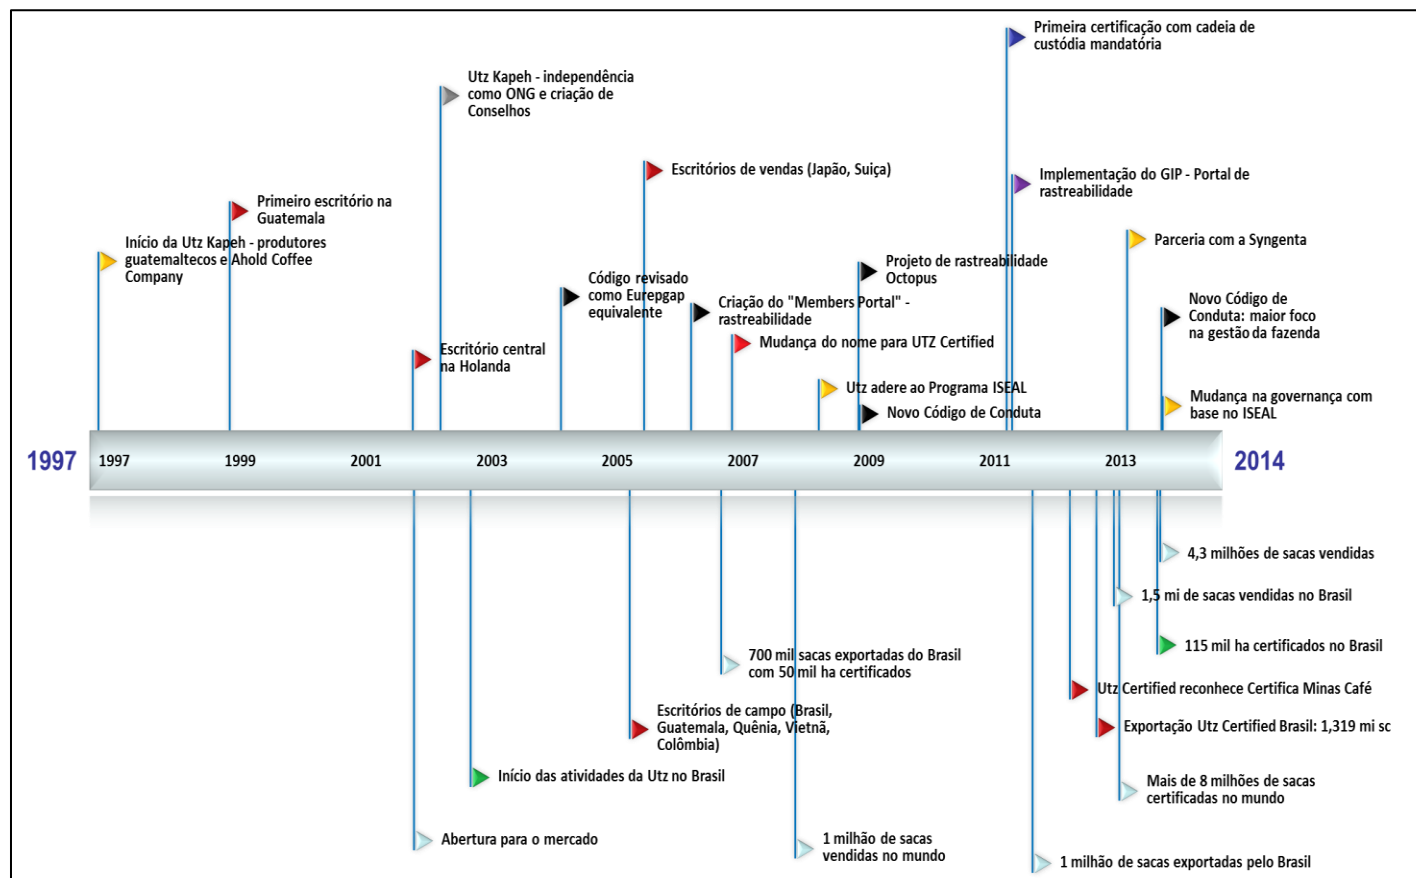 Primeira certificação com cadeia de
custódia mandatória
Utz Kapeh - independência
como ONG e criação de
Conselhos
Escritórios de vendas (Japão, Suiça)
Implementação do GIP - Portal de
rastreabilidade
Primeiro escritório na
Guatemala
Início da Utz Kapeh - produtores
guatemaltecos e Ahold Coffee
Company
Parceria com a Syngenta
Projeto de rastreabilidade
Octopus
Código revisado
como Eurepgap
equivalente
Criação do "Members Portal" -
rastreabilidade
Novo Código de
Conduta: maior foco
na gestão da fazenda
Mudança do nome para UTZ Certified
Escritório central
na Holanda
Utz adere ao Programa ISEAL
Novo Código de Conduta
Mudança na governança com
base no ISEAL
1997
1997
1999
2001
2003
2005
2007
2009
2011
2013
2014
4,3 milhões de sacas vendidas
1,5 mi de sacas vendidas no Brasil
115 mil ha certificados no Brasil
700 mil sacas exportadas do Brasil
com 50 mil ha certificados
Utz Certified reconhece Certifica Minas Café
Escritórios de campo (Brasil,
Guatemala, Quênia, Vietnã,
Colômbia)
Exportação Utz Certified Brasil: 1,319 mi sc
Início das atividades da Utz no Brasil
Mais de 8 milhões de sacas
certificadas no mundo
Abertura para o mercado
1 milhão de sacas
vendidas no mundo
1 milhão de sacas exportadas pelo Brasil